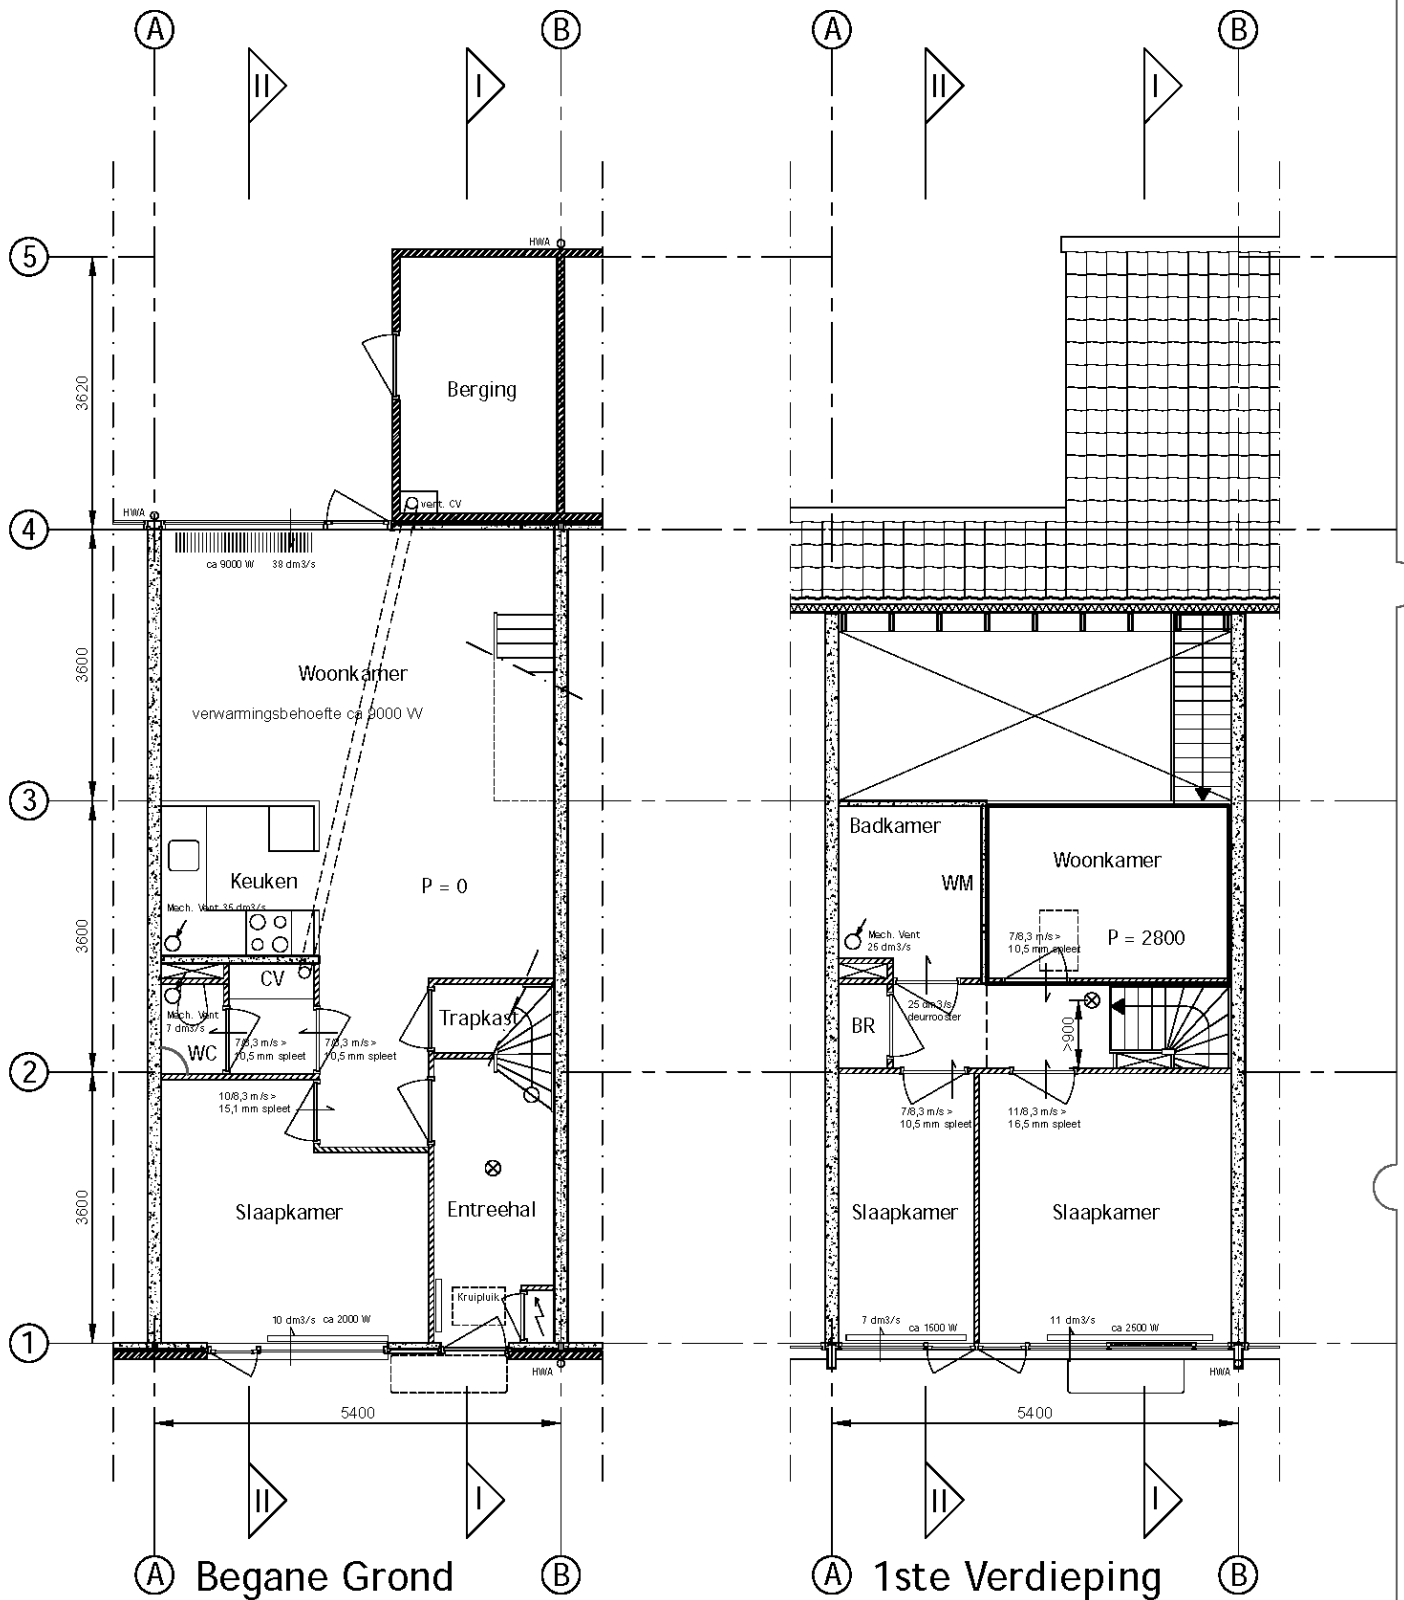 A
B
A
B
II
I
II
I
HWA
5
3620
Berging
HWA
vent. CV
4
ca 9000 W
38 dm3/s
3600
Woonkamer
verwarmingsbehoefte ca 9000 W
3
Badkamer
Keuken
P = 0
Woonkamer
WM
Mech. Vent 35 dm3/s
3600
Mech. Vent
25 dm3/s
7/8,3 m/s >
10,5 mm spleet
P = 2800
CV
Trapkast
25 dm3/s
deurrooster
Mech. Vent
7 dm3/s
WC
7/8,3 m/s >
10,5 mm spleet
7/8,3 m/s >
10,5 mm spleet
BR
>900
2
10/8,3 m/s >
15,1 mm spleet
7/8,3 m/s >
10,5 mm spleet
11/8,3 m/s >
16,5 mm spleet
3600
Slaapkamer
Entreehal
Slaapkamer
Slaapkamer
Kruipluik
10 dm3/s
ca 2000 W
7 dm3/s
ca 1500 W
11 dm3/s
ca 2500 W
1
HWA
HWA
5400
5400
II
I
II
I
A
Begane Grond
B
A
1ste Verdieping
B